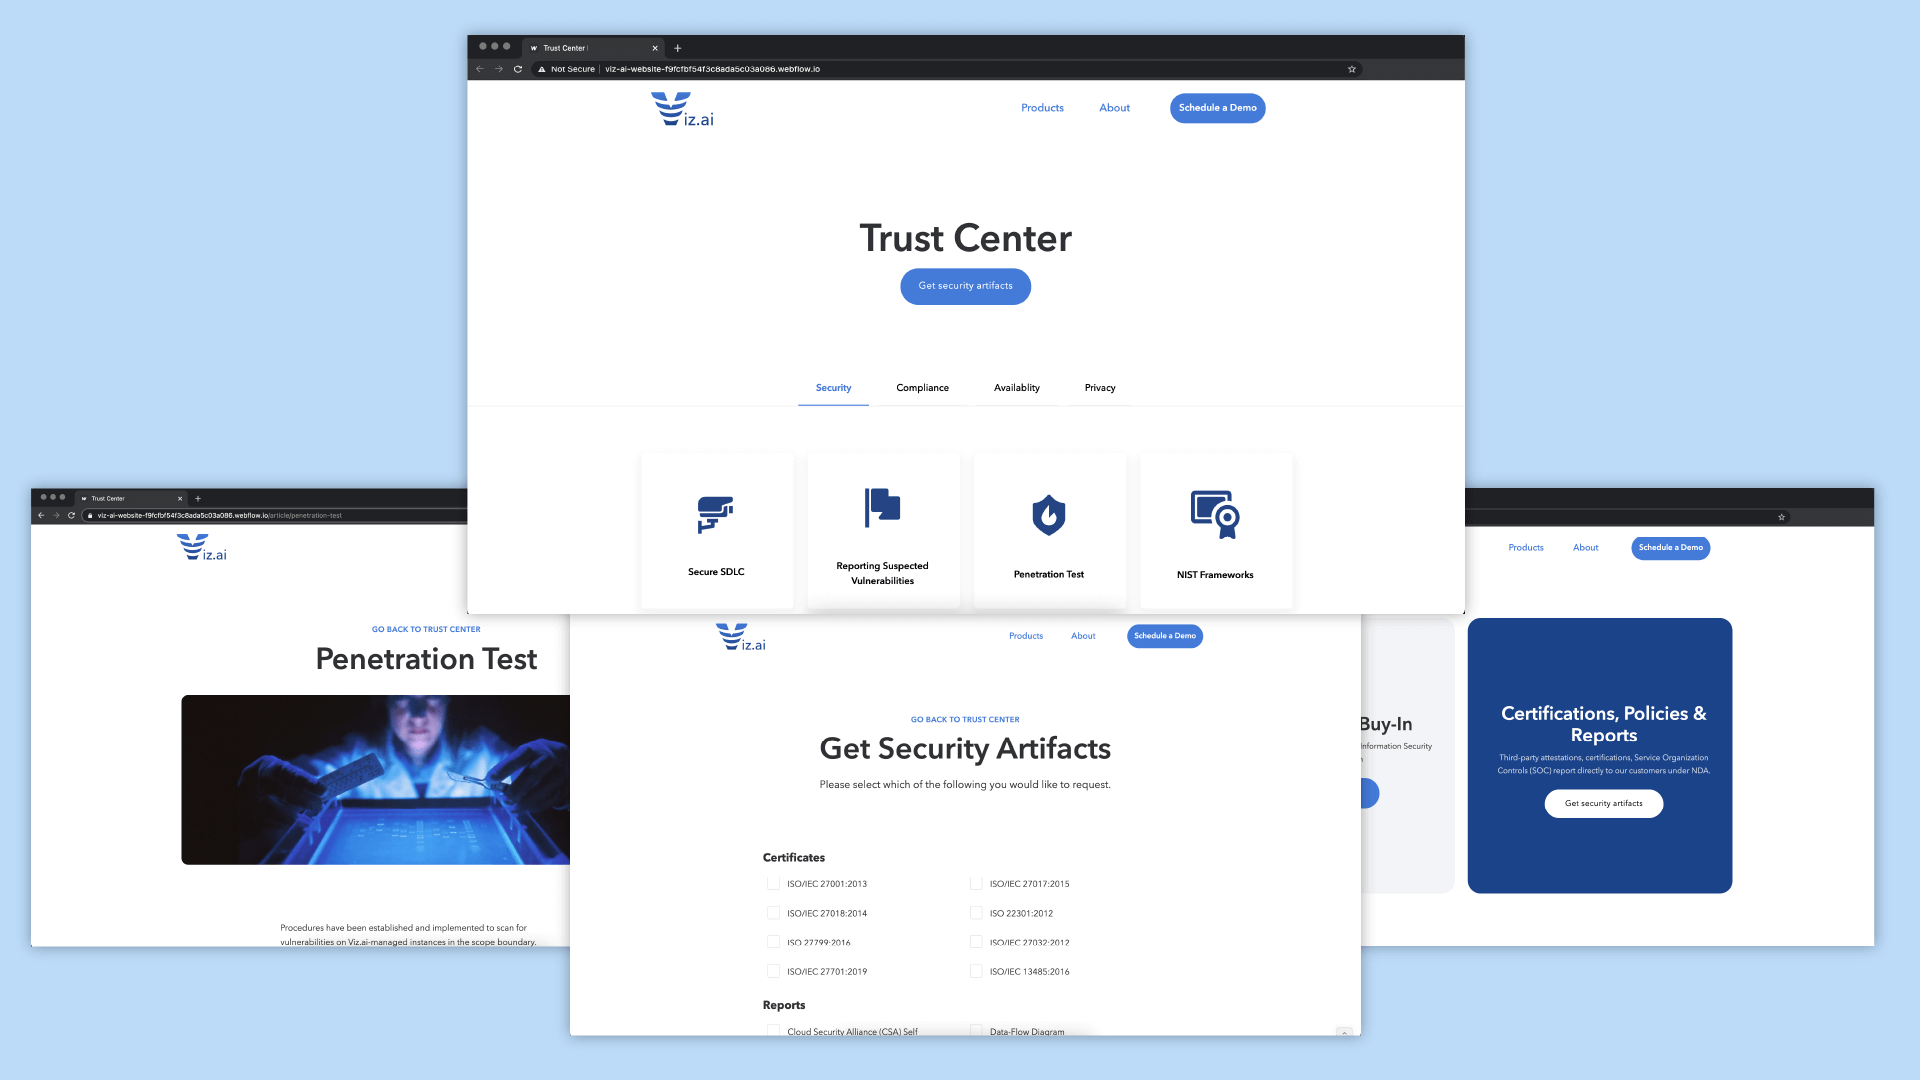 Trust Center
Not Secure
viz-ai-website-f9fcfbf54f3c8ada5c03a086.webflow.io
Viz.ai
Products
About
Schedule a Demo
Trust Center
Get security artifacts
Security
Compliance
Availablity
Privacy
Secure SDLC
Reporting Suspected
Vulnerabilities
Penetration Test
NIST Frameworks
Trust Center
viz-ai-website-f9fcfbf54f3c8ada5c03a086.webflow.io/article/penetration-test
Viz.ai
GO BACK TO TRUST CENTER
Penetration Test
Procedures have been established and implemented to scan for
vulnerabilities on Viz.ai-managed instances in the scope boundary.
Viz.ai
Products
About
Schedule a Demo
GO BACK TO TRUST CENTER
Get Security Artifacts
Please select which of the following you would like to request.
Certificates
ISO/IEC 27001:2013
ISO/IEC 27017:2015
ISO/IEC 27018:2014
ISO 22301:2012
ISO 27799:2016
ISO/IEC 27032:2012
ISO/IEC 27701:2019
ISO/IEC 13485:2016
Reports
Cloud Security Alliance (CSA) Self
Data-Flow Diagram
Products
About
Schedule a Demo
Buy-In
Information Security
Certifications, Policies &
Reports
Third-party attestations, certifications, Service Organization
Controls (SOC) report directly to our customers under NDA.
Get security artifacts